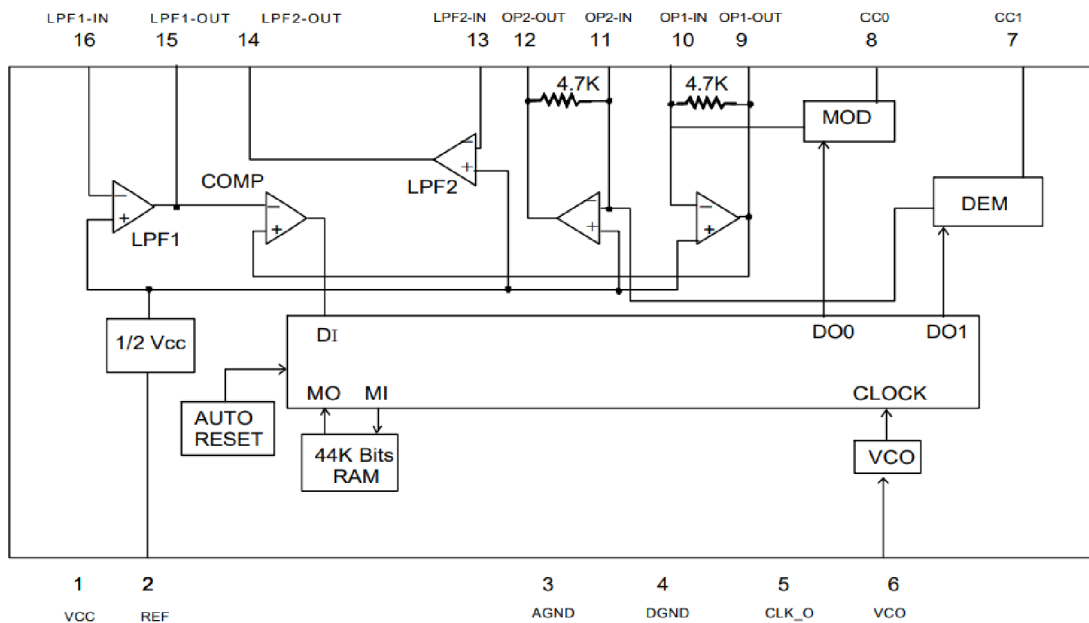 LPF1-IN LPF1-OUT LPF2-OUT LPF2-IN OP2-OUT OP2-IN OP1-IN OP1-OUT CC0 CC1
16 15 14 13 12 11 10 9 8 7
4.7K 4.7K
MOD
COMP
LPF2
DEM
LPF1
1/2 Vcc
DI DO0 DO1
MO MI CLOCK
AUTO
RESET
44K Bits
RAM
VCO
1 2 3 4 5 6
VCC REF AGND DGND CLK_O VCO